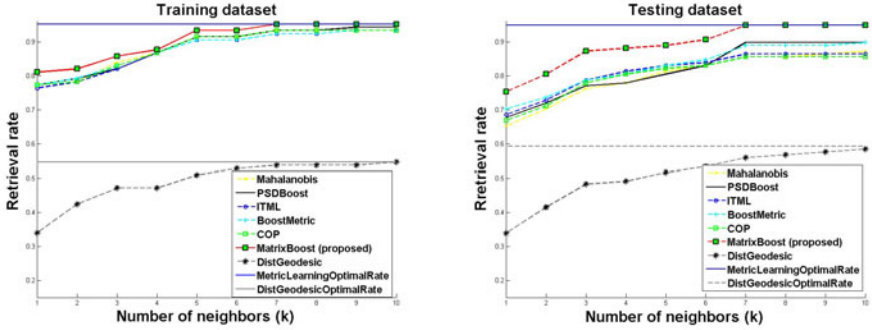 Training dataset
Rretrieval rate
0.9
0.8
0.7
0.6
0.5
0.4
0.3
0.2
1 2 3 4 5 6 7 8 9 10
Number of neighbors (k)
Mahalanobis
PSDBoost
ITML
BoostMetric
COP
MatrixBoost (proposed)
DistGeodesic
MetricLearningOptimalRate
DistGeodesicOptimalRate
Testing dataset
Rretrieval rate
0.9
0.8
0.7
0.6
0.5
0.4
0.3
0.2
1 2 3 4 5 6 7 8 9 10
Number of neighbors (k)
Mahalanobis
PSDBoost
ITML
BoostMetric
COP
MatrixBoost (proposed)
DistGeodesic
MetricLearningOptimalRate
DistGeodesicOptimalRate